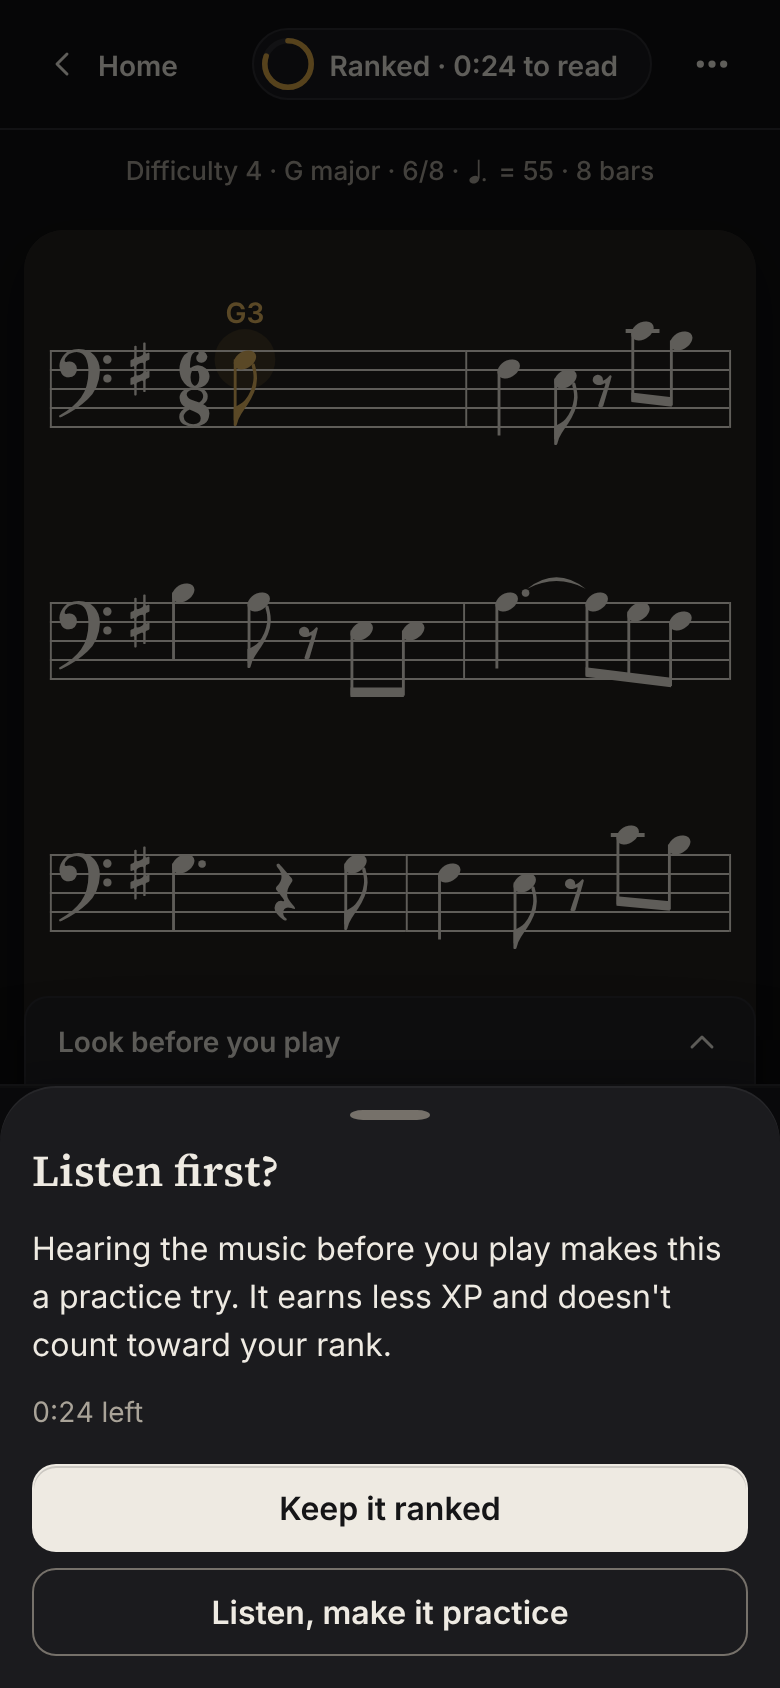 Home
Ranked · 0:24 to read
Difficulty 4 · G major · 6/8 · ♩. = 55 · 8 bars
G3
6
8
Look before you play
Listen first?
Hearing the music before you play makes this
a practice try. It earns less XP and doesn't
count toward your rank.
0:24 left
Keep it ranked
Listen, make it practice